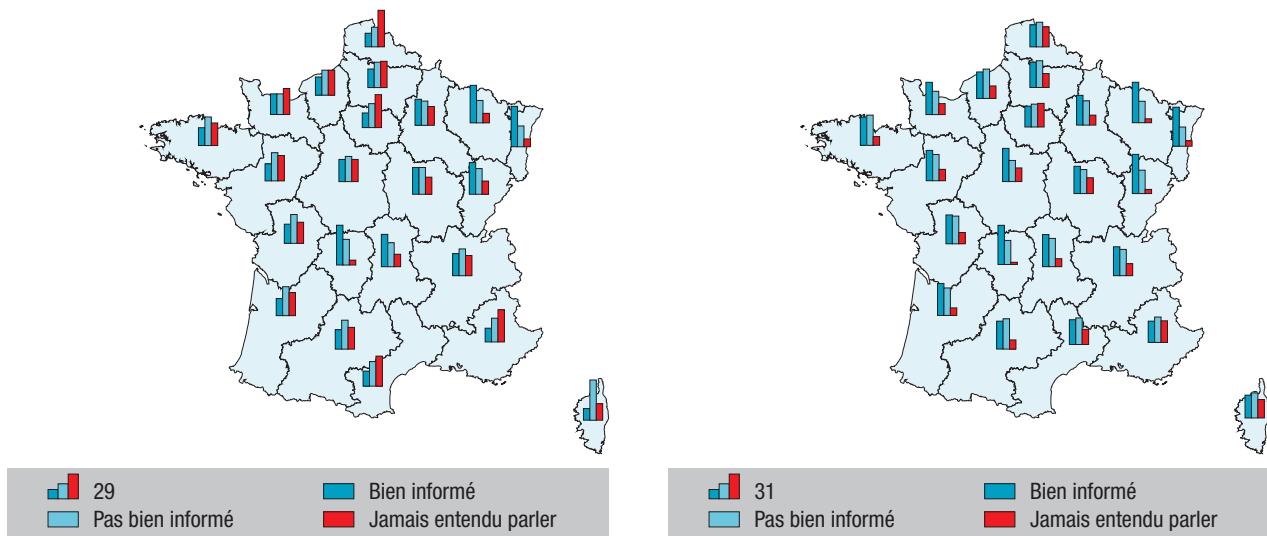 29
Bien informé
Pas bien informé
Jamais entendu parler
31
Bien informé
Pas bien informé
Jamais entendu parler